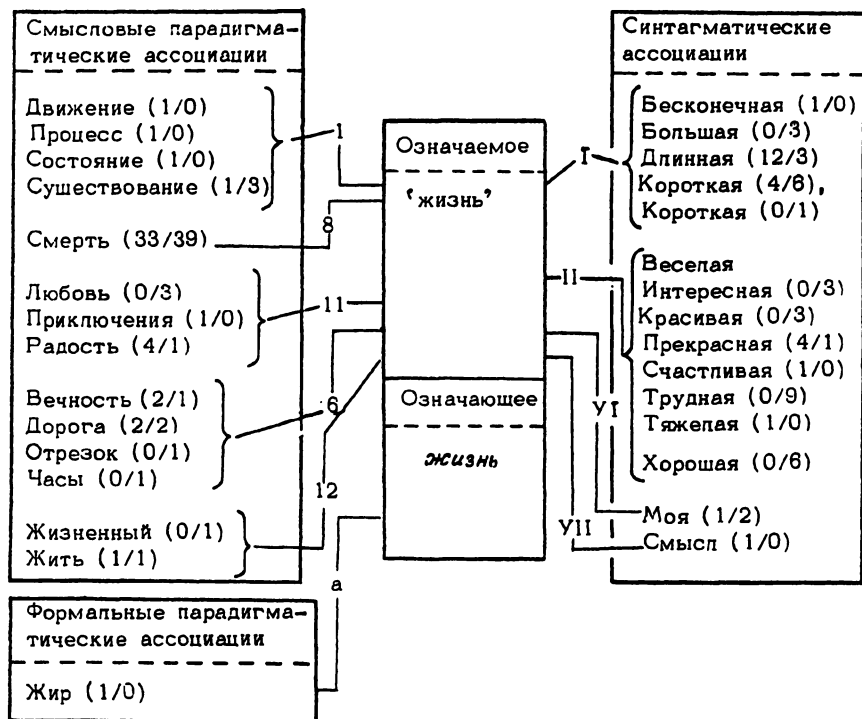 Смысловые парадигма-
тические ассоциации
Движение (1/0)
Процесс (1/0)
Состояние (1/0)
Сушествование (1/3)
Смерть (33/39)
Любовь (0/3)
Приключения (1/0)
Радость (4/1)
Вечность (2/1)
Дорога (2/2)
Отрезок (0/1)
Часы (0/1)
Жизненный (0/1)
Жить (1/1)
Формальные парадигма-
тические ассоциации
Жир (1/0)
1
8
11
6
12
а
Означаемое
'жизнь'
Означающее
жизнь
I
II
УI
УII
Синтагматические
ассоциации
Бесконечная (1/0)
Большая (0/3)
Длинная (12/3)
Короткая (4/6),
Короткая (0/1)
Веселая
Интересная (0/3)
Красивая (0/3)
Прекрасная (4/1)
Счастливая (1/0)
Трудная (0/9)
Тяжелая (1/0)
Хорошая (0/6)
Моя (1/2)
Смысл (1/0)